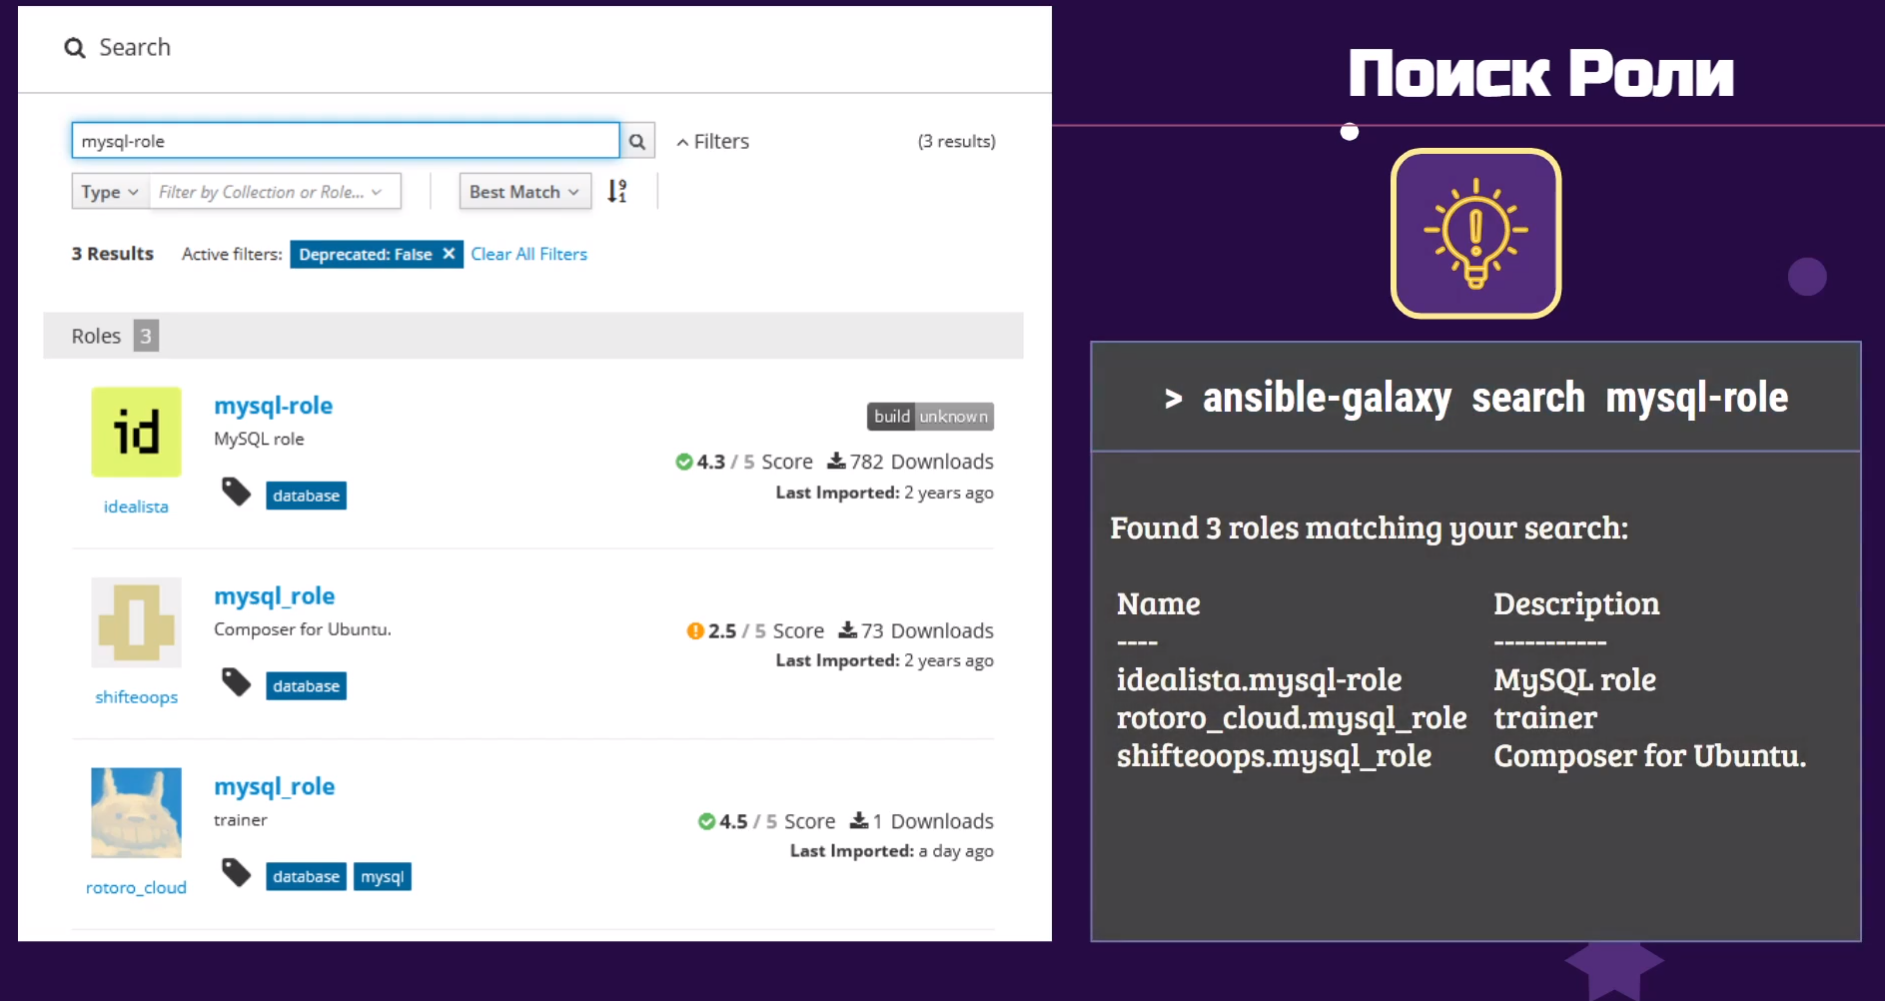 Search
mysql-role
Filters
(3 results)
Type
Filter by Collection or Role...
Best Match
3 Results
Active filters:
Deprecated: False
Clear All Filters
Roles 3
id
idealista
mysql-role
MySQL role
database
build unknown
4.3 / 5 Score 782 Downloads
Last Imported: 2 years ago
shifteoops
mysql_role
Composer for Ubuntu.
database
2.5 / 5 Score 73 Downloads
Last Imported: 2 years ago
rotoro_cloud
mysql_role
trainer
database mysql
4.5 / 5 Score 1 Downloads
Last Imported: a day ago
Поиск Роли
> ansible-galaxy search mysql-role
Found 3 roles matching your search:
Name Description
---- -----------
idealista.mysql-role MySQL role
rotoro_cloud.mysql_role trainer
shifteoops.mysql_role Composer for Ubuntu.